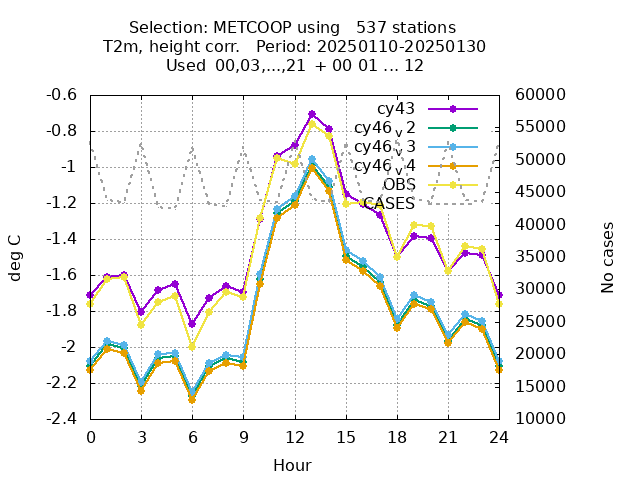 Selection: METCOOP using   537 stations
T2m, height corr.   Period: 20250110-20250130
Used  00,03,...,21  + 00 01 ... 12
-0.6
-0.8
-1
-1.2
-1.4
-1.6
-1.8
-2
-2.2
-2.4
deg C
60000
55000
50000
45000
40000
35000
30000
25000
20000
15000
10000
No cases
cy43
cy46v2
cy46v3
cy46v4
OBS
CASES
0 3 6 9 12 15 18 21 24
Hour